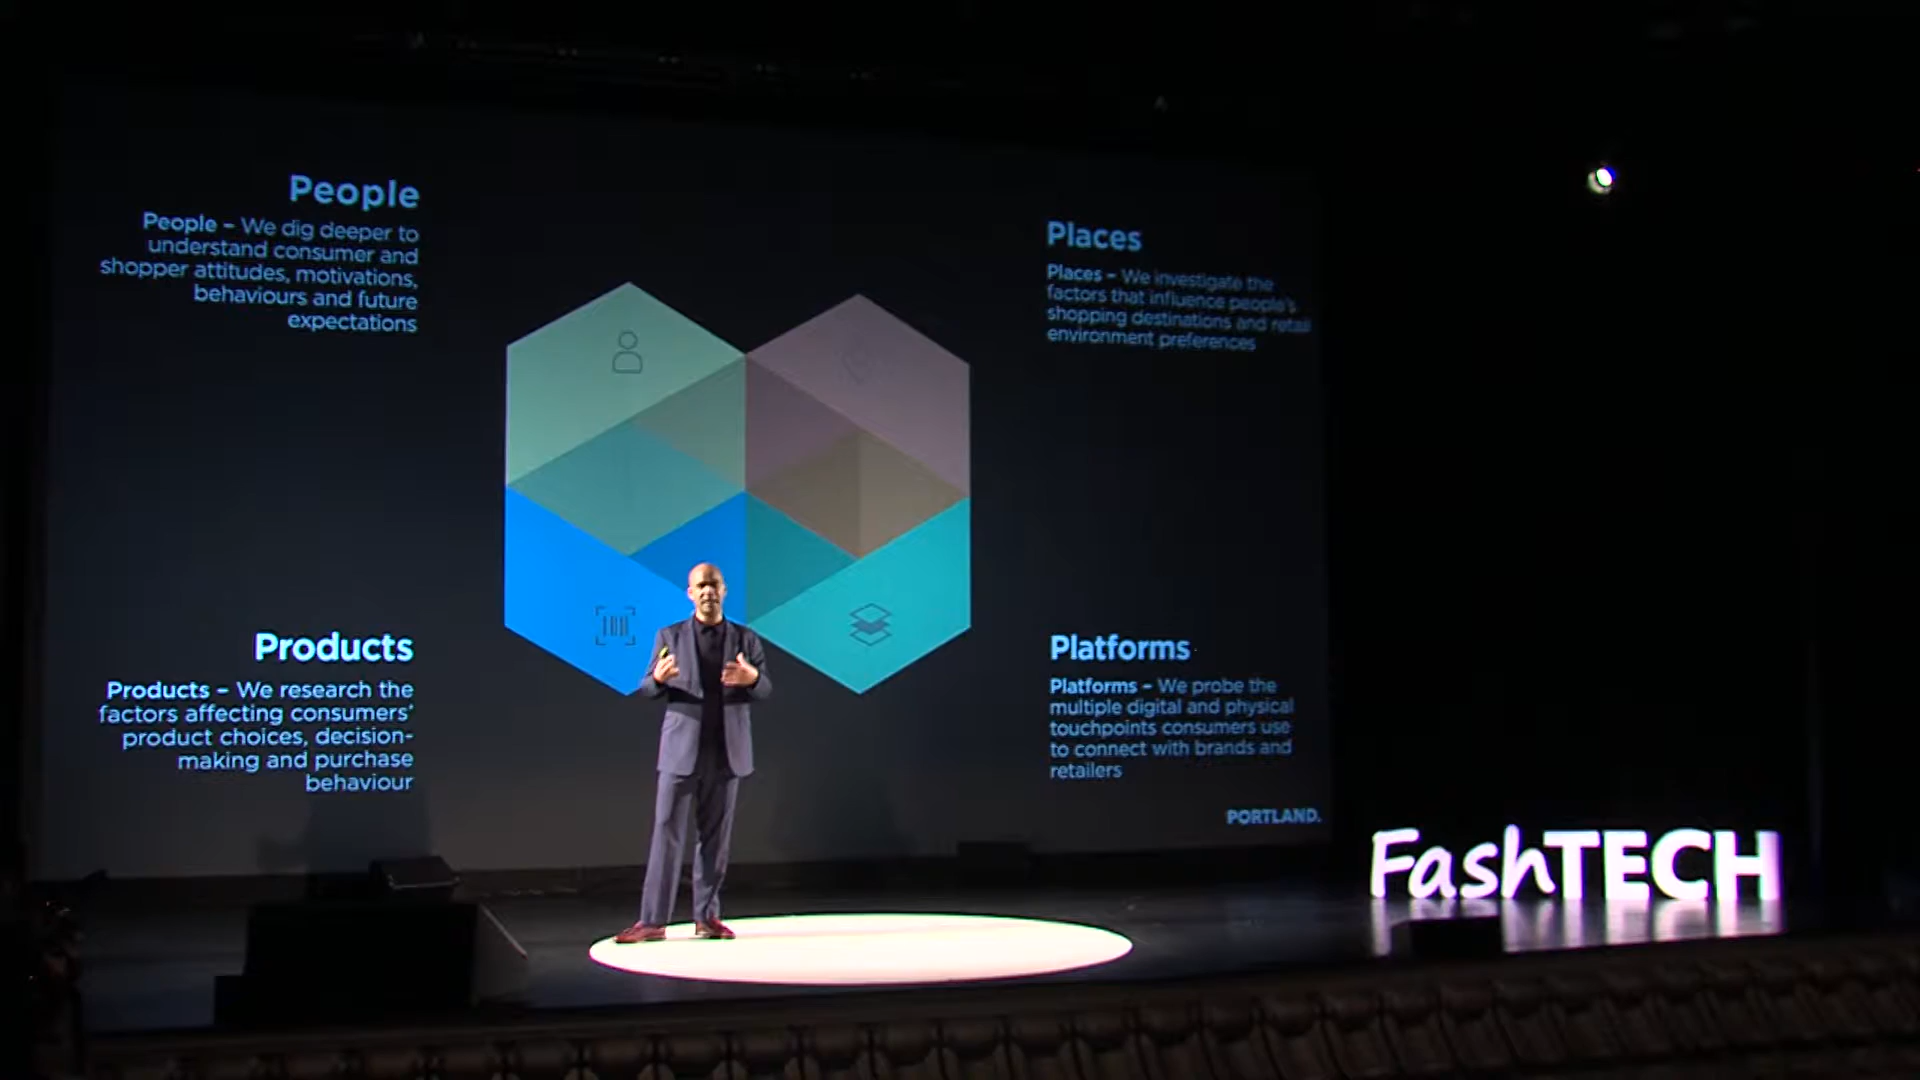 People
People – We dig deeper to
understand consumer and
shopper attitudes, motivations,
behaviours and future
expectations
Places
Places – We investigate the
factors that influence people's
shopping destinations and retail
environment preferences
Products
Products – We research the
factors affecting consumers'
product choices, decision-
making and purchase
behaviour
Platforms
Platforms – We probe the
multiple digital and physical
touchpoints consumers use
to connect with brands and
retailers
PORTLAND.
FashTECH